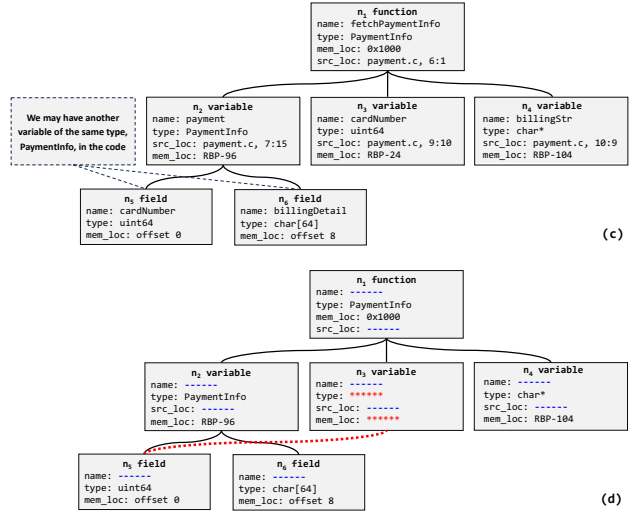 n1 function
name: fetchPaymentInfo
type: PaymentInfo
mem_loc: 0x1000
src_loc: payment.c, 6:1
We may have another
variable of the same type,
PaymentInfo, in the code
n2 variable
name: payment
type: PaymentInfo
src_loc: payment.c, 7:15
mem_loc: RBP-96
n3 variable
name: cardNumber
type: uint64
src_loc: payment.c, 9:10
mem_loc: RBP-24
n4 variable
name: billingStr
type: char*
src_loc: payment.c, 10:9
mem_loc: RBP-104
n5 field
name: cardNumber
type: uint64
mem_loc: offset 0
n6 field
name: billingDetail
type: char[64]
mem_loc: offset 8
(c)
n1 function
name: ------
type: PaymentInfo
mem_loc: 0x1000
src_loc: ------
n2 variable
name: ------
type: PaymentInfo
src_loc: ------
mem_loc: RBP-96
n3 variable
name: ------
type: ******
src_loc: ------
mem_loc: ******
n4 variable
name: ------
type: char*
src_loc: ------
mem_loc: RBP-104
n5 field
name: ------
type: uint64
mem_loc: offset 0
n6 field
name: ------
type: char[64]
mem_loc: offset 8
(d)